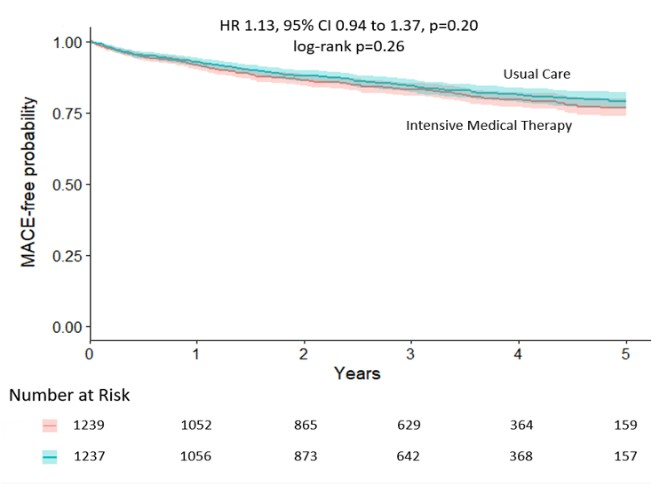 HR 1.13, 95% CI 0.94 to 1.37, p=0.20
log-rank p=0.26
1.00
Usual Care
0.75
Intensive Medical Therapy
MACE-free probability
0.50
0.25
0.00
0 1 2 3 4 5
Years
Number at Risk
1239 1052 865 629 364 159
1237 1056 873 642 368 157